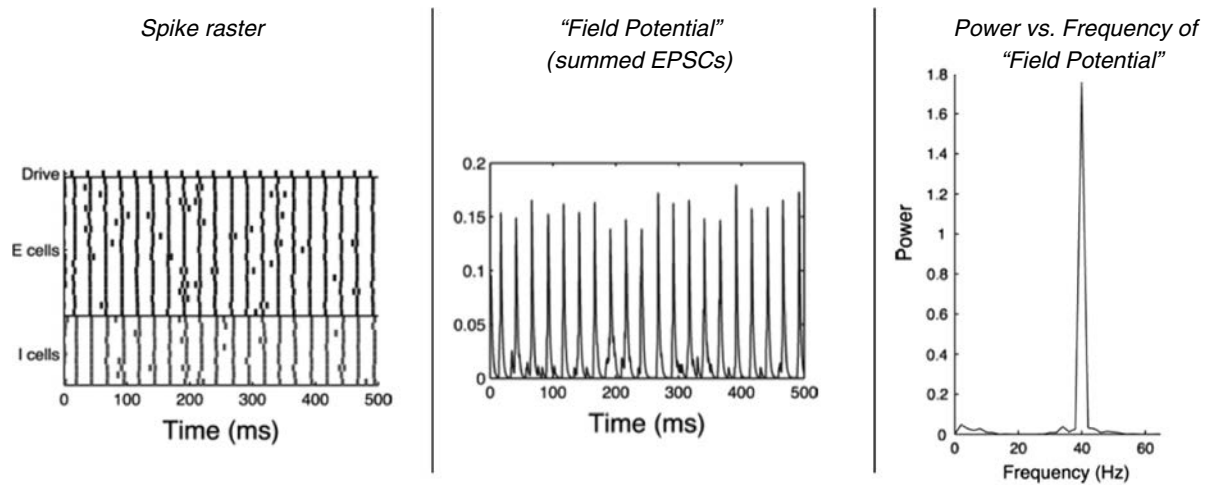 Spike raster
Drive
E cells
I cells
0 100 200 300 400 500
Time (ms)
“Field Potential”
(summed EPSCs)
0.2
0.15
0.1
0.05
0
0 100 200 300 400 500
Time (ms)
Power vs. Frequency of
“Field Potential”
1.8
1.6
1.4
1.2
1
0.8
0.6
0.4
0.2
0
Power
0 20 40 60
Frequency (Hz)